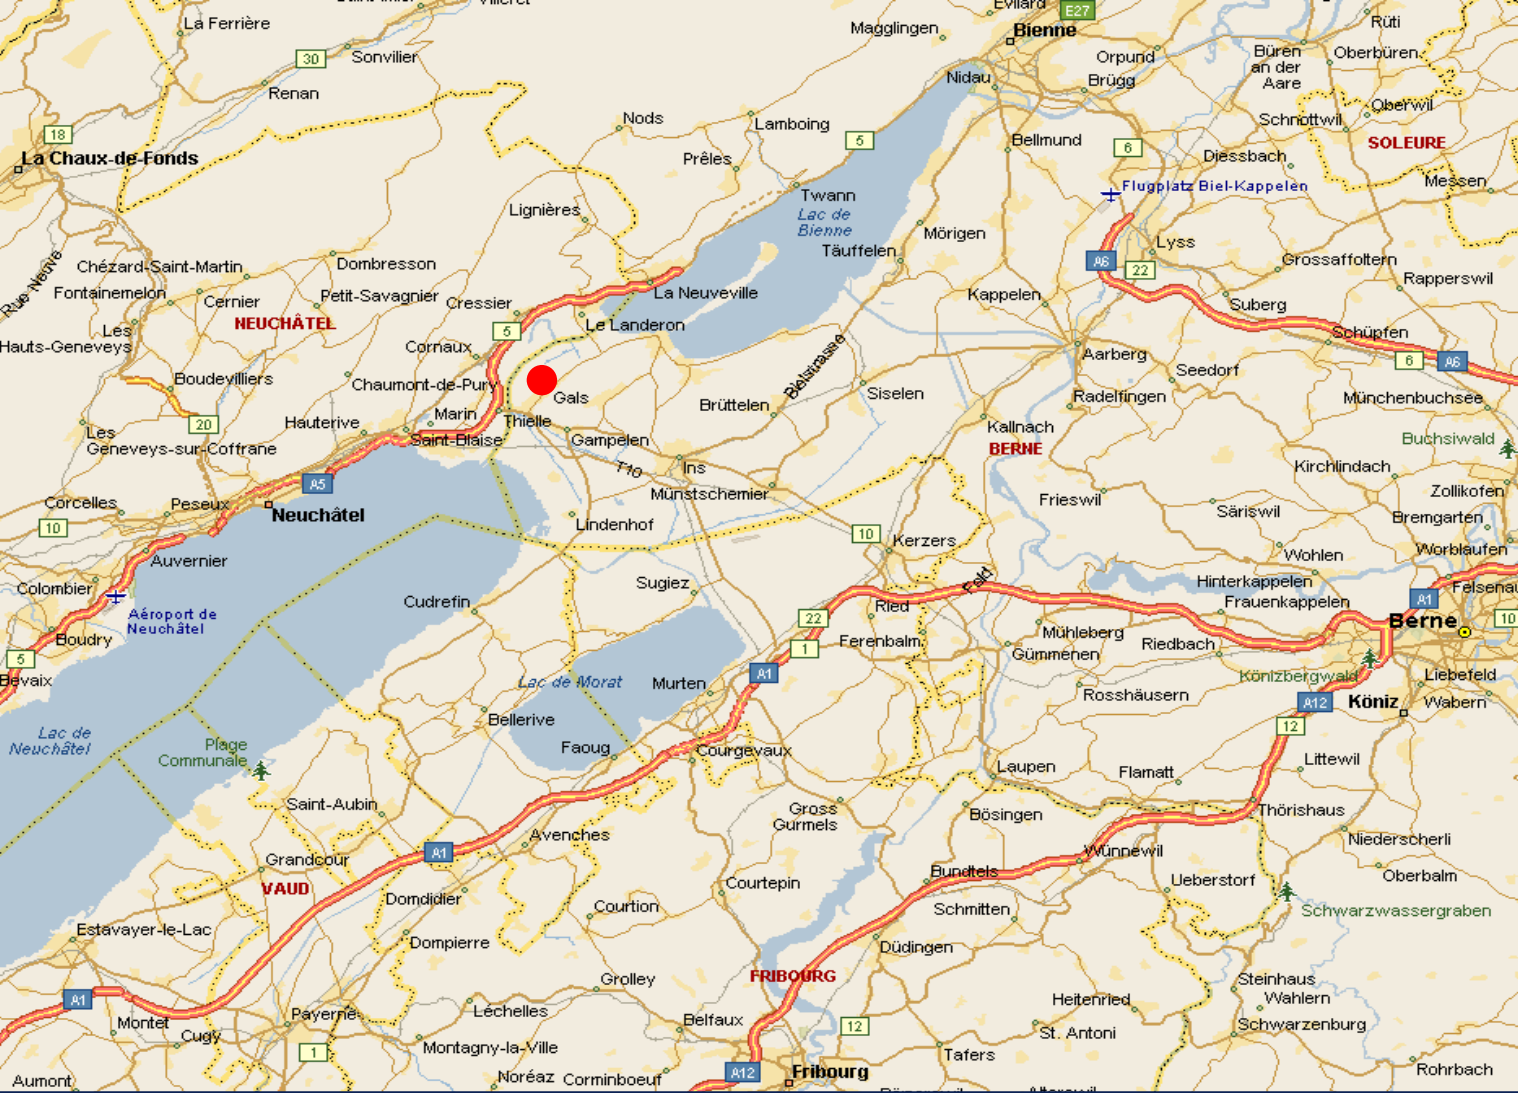 Villeret
Evilard
E27
La Ferrière
Magglingen
Bienne
Rüti
30
Sonvilier
Orpund
Büren
an der
Aare
Oberbüren
Nidau
Brügg
Renan
Nods
Lamboing
Oberwil
18
5
Schnottwil
Bellmund
6
SOLEURE
La Chaux-de-Fonds
Prêles
Diessbach
Flugplatz Biel-Kappelen
Messen
Twann
Lignières
Lac de
Bienne
Mörigen
Täuffelen
Lyss
Rue Neuve
Chézard-Saint-Martin
Dombresson
A6
22
Grossaffoltern
Rapperswil
Fontainemelon
Cernier
Petit-Savagnier
Cressier
La Neuveville
Kappelen
Suberg
Les
Hauts-Geneveys
NEUCHÂTEL
5
Le Landeron
Schüpfen
Cornaux
Bielstrasse
Aarberg
6
A6
Boudevilliers
Chaumont-de-Pury
Gals
Siselen
Seedorf
Brüttelen
Radelfingen
Münchenbuchsee
20
Hauterive
Marin
Thielle
Kallnach
Les
Geneveys-sur-Coffrane
Saint-Blaise
Gampelen
BERNE
Buchsiwald
T10
Ins
Kirchlindach
A5
Münstschemier
Zollikofen
Corcelles
Peseux
Frieswil
Säriswil
Neuchâtel
Lindenhof
Bremgarten
10
10
Kerzers
Auvernier
Wohlen
Worblaufen
Colombier
Sugiez
Feld
Hinterkappelen
Felsenau
Cudrefin
Ried
Frauenkappelen
A1
Aéroport de
Neuchâtel
22
Berne
10
Boudry
Ferenbalm
Mühleberg
Riedbach
5
1
Gümmenen
Bevaix
A1
Lac de Morat
Murten
Könizbergwald
Liebefeld
Rosshäusern
A12
Köniz
Wabern
Bellerive
12
Lac de
Neuchâtel
Plage
Communale
Faoug
Courgevaux
Laupen
Flamatt
Littewil
Saint-Aubin
Gross
Gurmels
Bösingen
Thörishaus
Avenches
Niederscherli
A1
Grandcour
Wünnewil
Bundtels
VAUD
Courtepin
Ueberstorf
Oberbalm
Domdidier
Courtion
Schmitten
Schwarzwassergraben
Estavayer-le-Lac
Dompierre
Düdingen
FRIBOURG
Grolley
Steinhaus
Wahlern
A1
Heitenried
Léchelles
Payerne
Belfaux
12
Montet
Cugy
St. Antoni
Schwarzenburg
1
Montagny-la-Ville
Tafers
Aumont
Noréaz
Corminboeuf
A12
Fribourg
Rohrbach